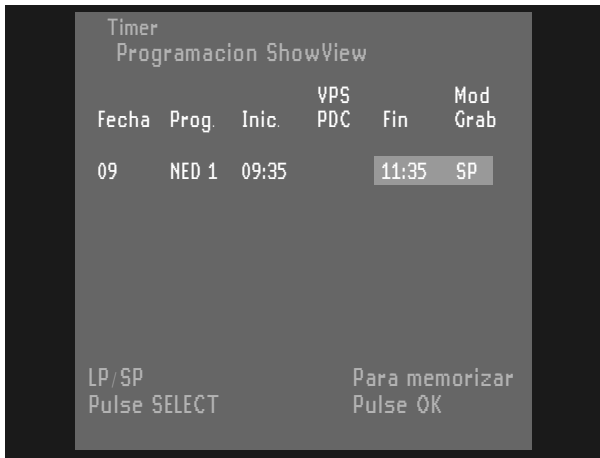 Timer
Programacion ShowView
VPS Mod
Fecha Prog. Inic. PDC Fin Grab
09 NED 1 09:35 11:35 SP
LP/SP Para memorizar
Pulse SELECT Pulse OK